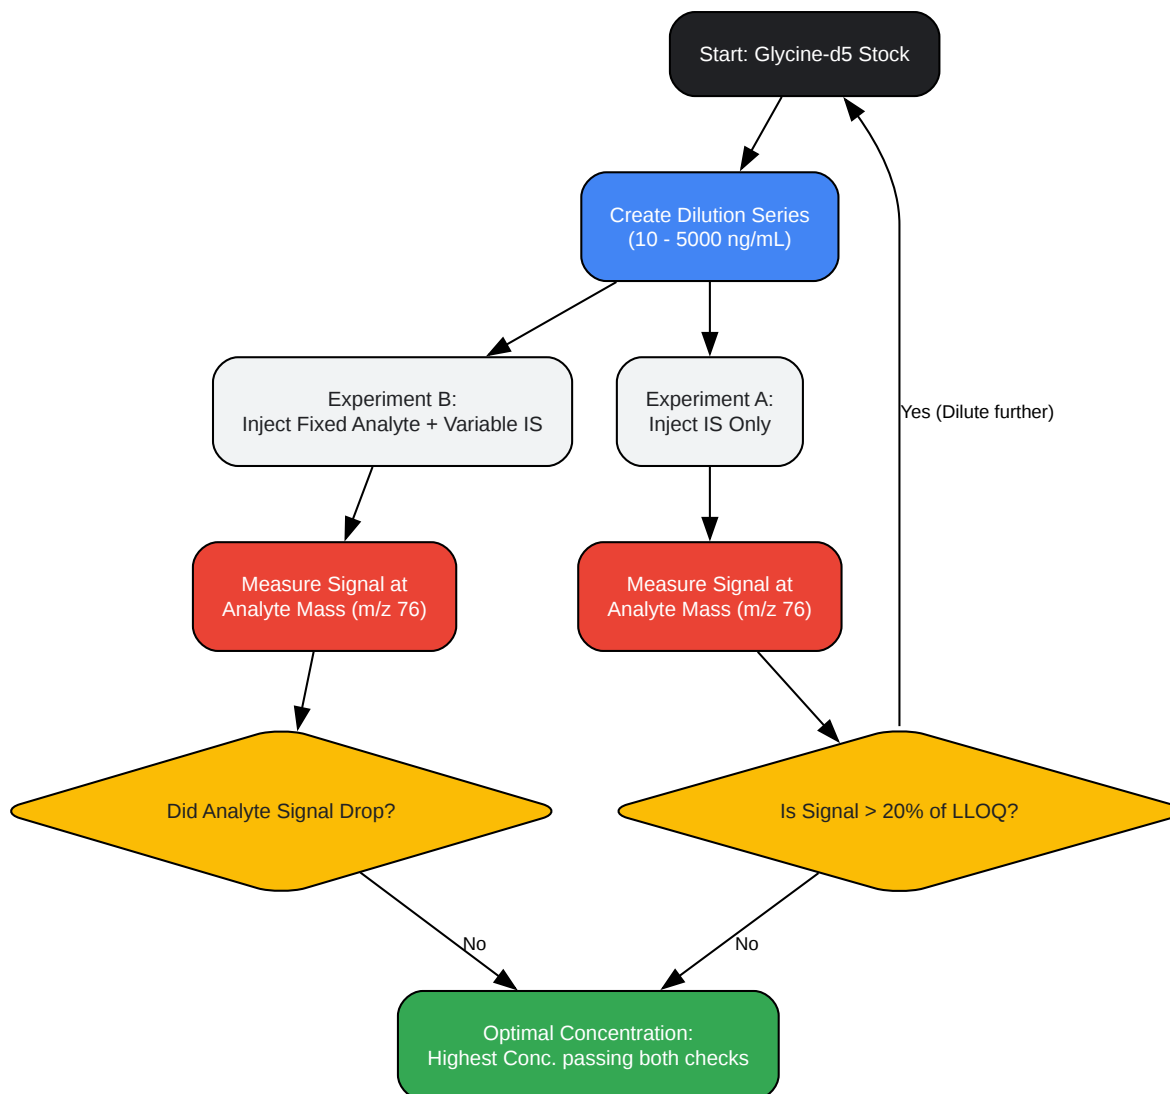 Start: Glycine-d5 Stock
Create Dilution Series
(10 - 5000 ng/mL)
Experiment B:
Inject Fixed Analyte + Variable IS
Experiment A:
Inject IS Only
Yes (Dilute further)
Measure Signal at
Analyte Mass (m/z 76)
Measure Signal at
Analyte Mass (m/z 76)
Did Analyte Signal Drop?
Is Signal > 20% of LLOQ?
No
No
Optimal Concentration:
Highest Conc. passing both checks